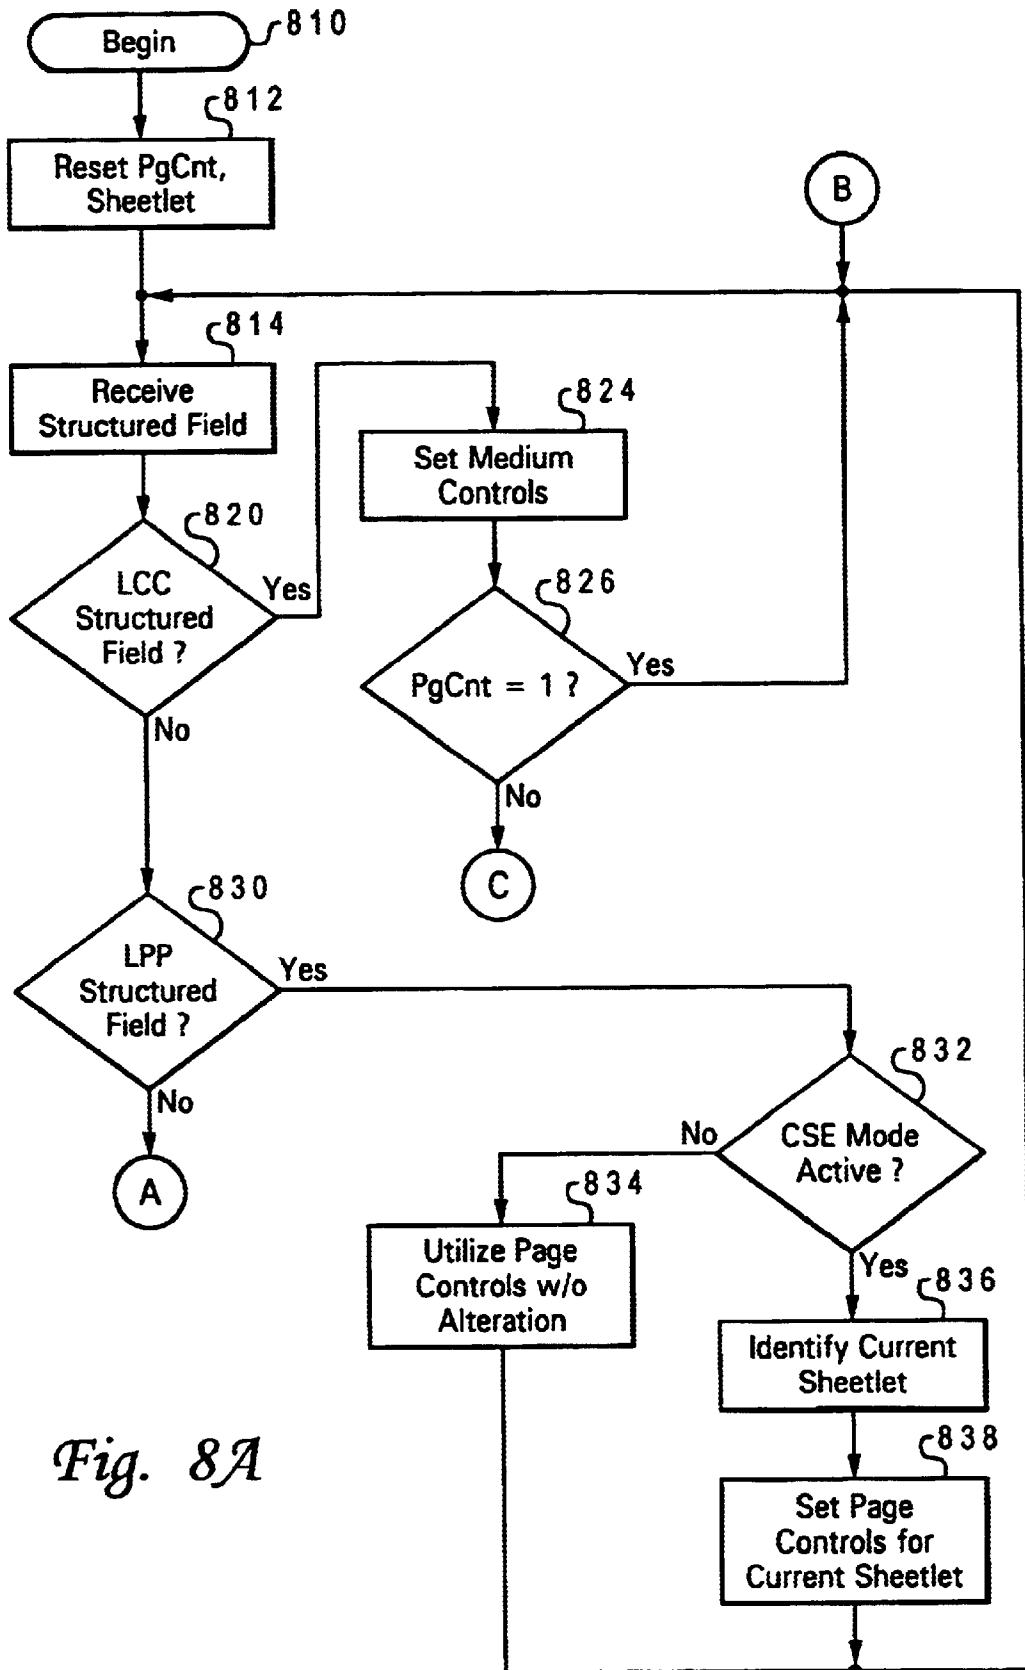 Begin
810
812
Reset PgCnt,
Sheetlet
B
814
Receive
Structured Field
824
Set Medium
Controls
820
LCC
Structured
Field ?
Yes
826
PgCnt = 1 ?
Yes
No
No
C
830
LPP
Structured
Field ?
Yes
832
CSE Mode
Active ?
No
No
A
834
Utilize Page
Controls w/o
Alteration
Yes
836
Identify Current
Sheetlet
838
Set Page
Controls for
Current Sheetlet
Fig. 8A